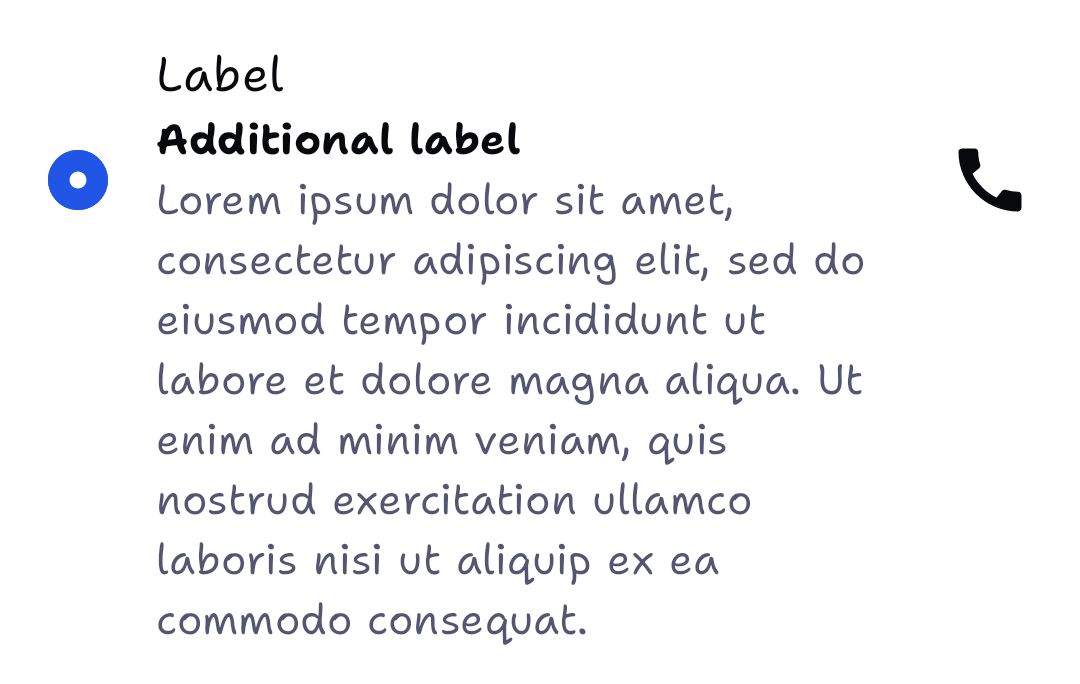 Label
Additional label
Lorem ipsum dolor sit amet,
consectetur adipiscing elit, sed do
eiusmod tempor incididunt ut
labore et dolore magna aliqua. Ut
enim ad minim veniam, quis
nostrud exercitation ullamco
laboris nisi ut aliquip ex ea
commodo consequat.